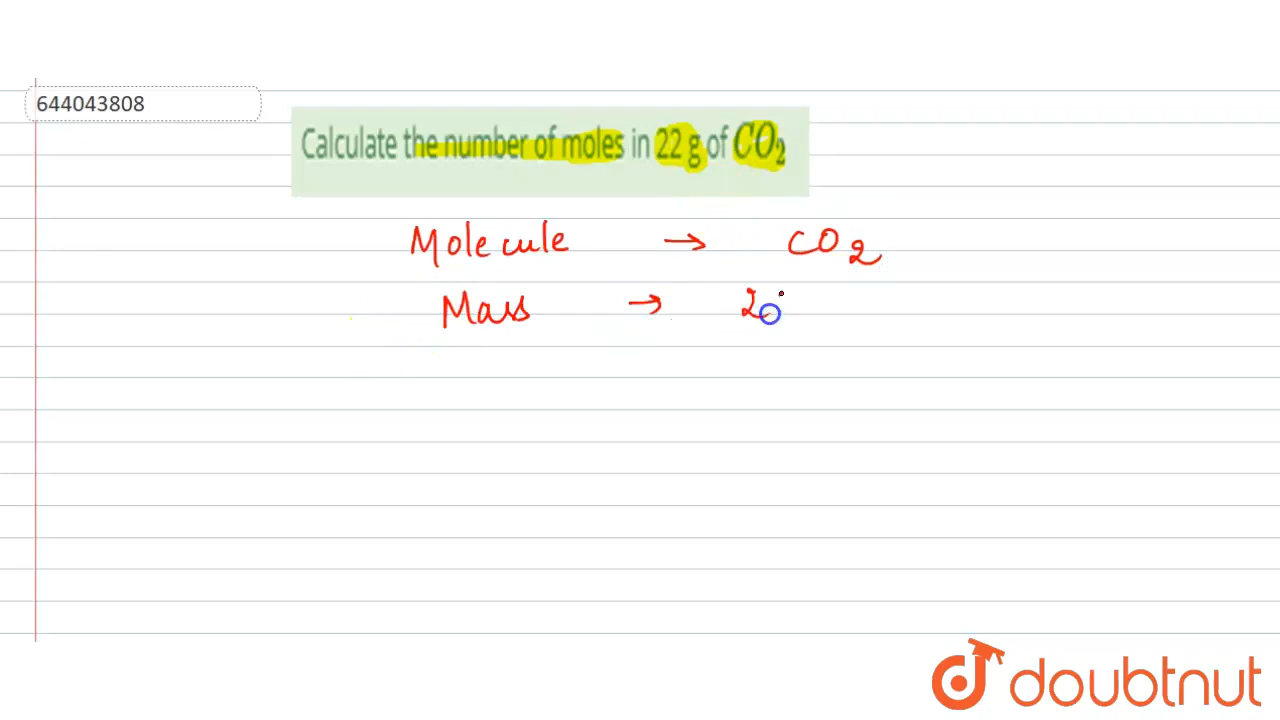 644043808
Calculate the number of moles in 22 g of CO₂
Molecule → CO₂
Mass → 2
doubtnut